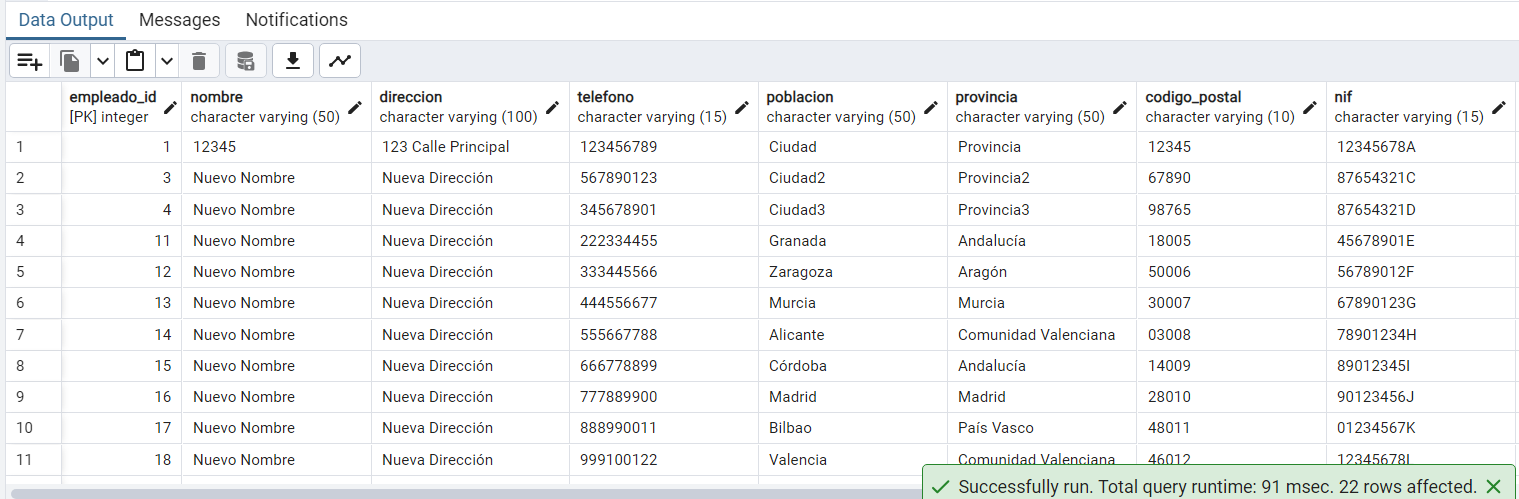 Data Output Messages Notifications
empleado_id nombre direccion telefono poblacion provincia codigo_postal nif
[PK] integer character varying (50) character varying (100) character varying (15) character varying (50) character varying (50) character varying (10) character varying (15)
1 1 12345 123 Calle Principal 123456789 Ciudad Provincia 12345 12345678A
2 3 Nuevo Nombre Nueva Dirección 567890123 Ciudad2 Provincia2 67890 87654321C
3 4 Nuevo Nombre Nueva Dirección 345678901 Ciudad3 Provincia3 98765 87654321D
4 11 Nuevo Nombre Nueva Dirección 222334455 Granada Andalucía 18005 45678901E
5 12 Nuevo Nombre Nueva Dirección 333445566 Zaragoza Aragón 50006 56789012F
6 13 Nuevo Nombre Nueva Dirección 444556677 Murcia Murcia 30007 67890123G
7 14 Nuevo Nombre Nueva Dirección 555667788 Alicante Comunidad Valenciana 03008 78901234H
8 15 Nuevo Nombre Nueva Dirección 666778899 Córdoba Andalucía 14009 89012345I
9 16 Nuevo Nombre Nueva Dirección 777889900 Madrid Madrid 28010 90123456J
10 17 Nuevo Nombre Nueva Dirección 888990011 Bilbao País Vasco 48011 01234567K
11 18 Nuevo Nombre Nueva Dirección 999100122 Valencia Comunidad Valenciana 46012
Successfully run. Total query runtime: 91 msec. 22 rows affected.